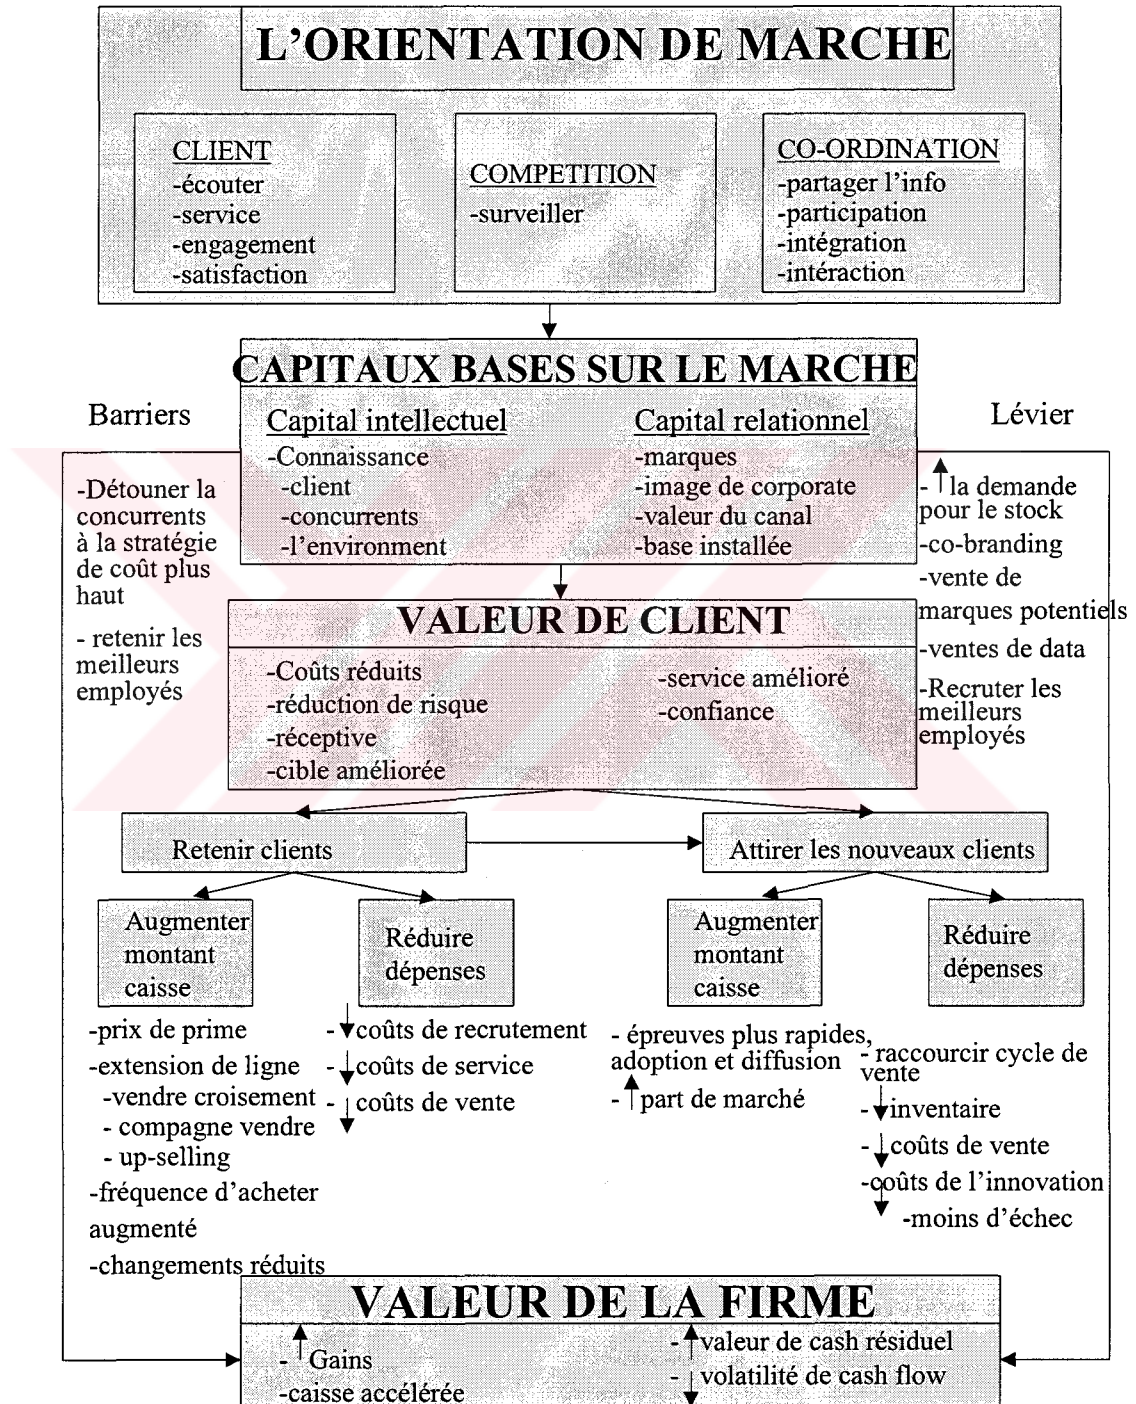 L'ORIENTATION DE MARCHE
CLIENT
-écouter
-service
-engagement
-satisfaction
COMPETITION
-surveiller
CO-ORDINATION
-partager l'info
-participation
-intégration
-intéraction
CAPITAUX BASES SUR LE MARCHE
Capital intellectuel
-Connaissance
-client
-concurrents
-l'environment
Capital relationnel
-marques
-image de corporate
-valeur du canal
-base installée
Barriers
-Détouner la
concurrents
à la stratégie
de coût plus
haut
- retenir les
meilleurs
employés
Lévier
-↑la demande
pour le stock
-co-branding
-vente de
marques potentiels
-ventes de data
-Recruter les
meilleurs
employés
VALEUR DE CLIENT
-Coûts réduits
-réduction de risque
-réceptive
-cible améliorée
-service amélioré
-confiance
Retenir clients
Attirer les nouveaux clients
Augmenter
montant
caisse
Réduire
dépenses
Augmenter
montant
caisse
Réduire
dépenses
-prix de prime
-extension de ligne
-vendre croisement
- compagne vendre
- up-selling
-fréquence d'acheter
augmenté
-changements réduits
-↓coûts de recrutement
-↓coûts de service
-↓coûts de vente
- épreuves plus rapides,
adoption et diffusion
-↑part de marché
- raccourcir cycle de
vente
-↓inventaire
-↓coûts de vente
-coûts de l'innovation
↓
-moins d'échec
VALEUR DE LA FIRME
-↑Gains
-caisse accélérée
-↑valeur de cash résiduel
-↓volatilité de cash flow